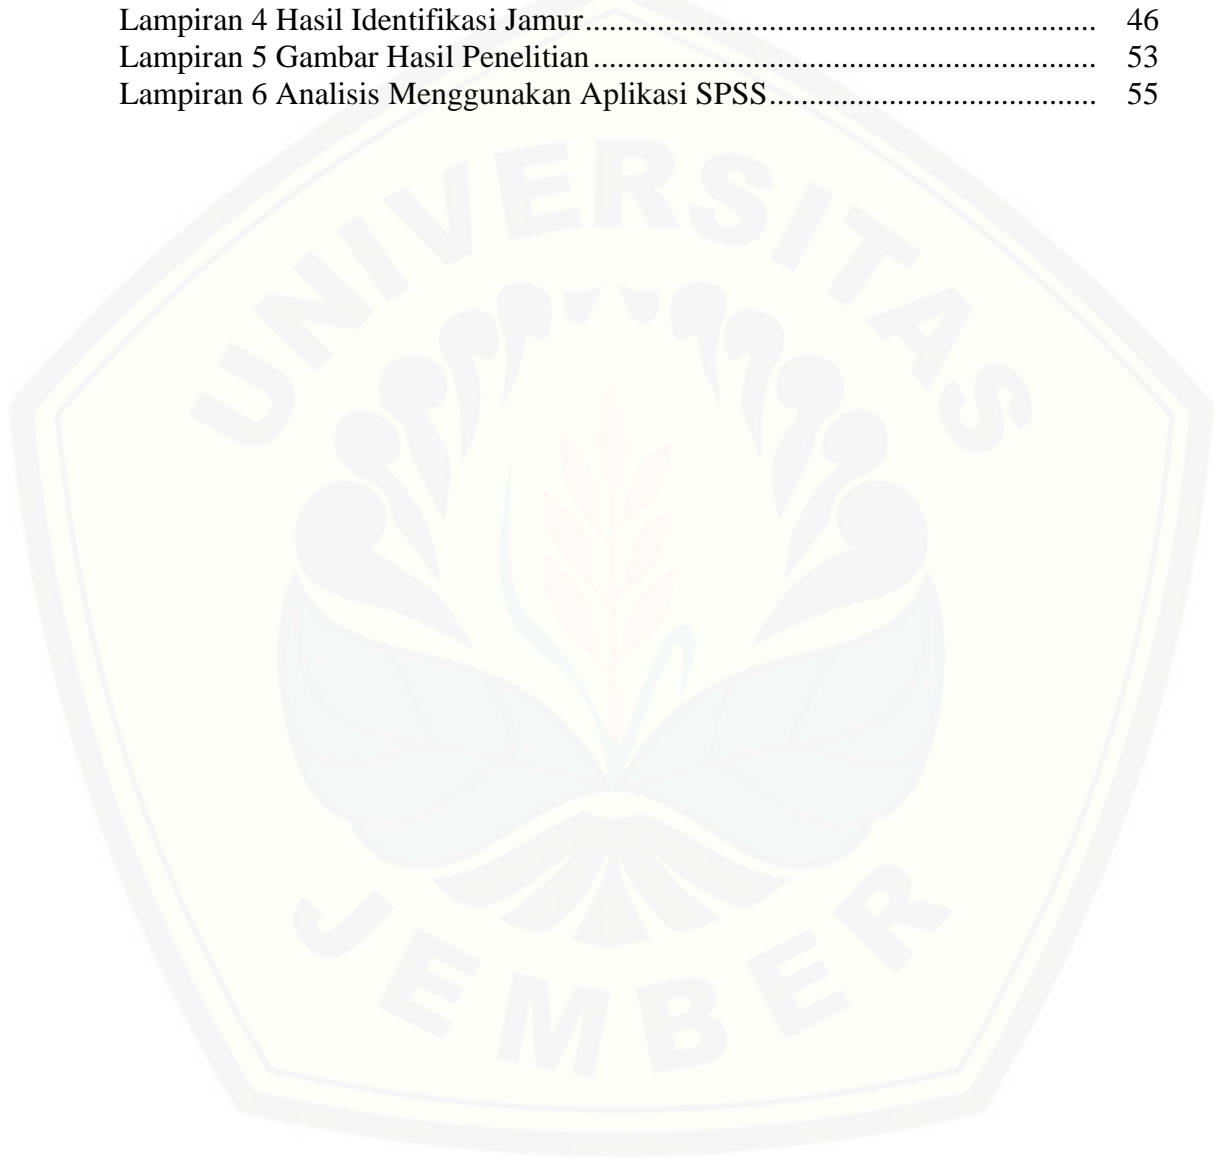 Lampiran 4 Hasil Identifikasi Jamur................................................................... 46
Lampiran 5 Gambar Hasil Penelitian.................................................................. 53
Lampiran 6 Analisis Menggunakan Aplikasi SPSS........................................... 55
UNIVERSITAS
JEMBER